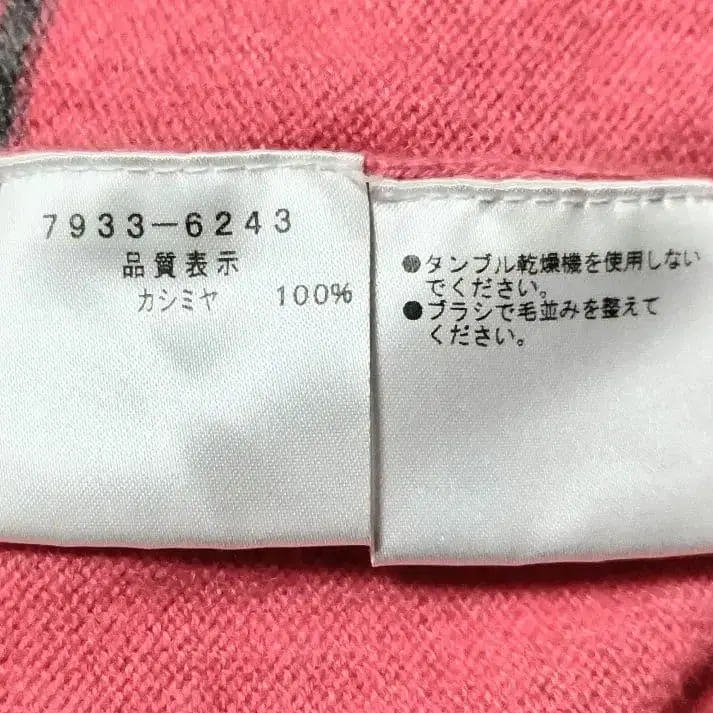 7933-6243
品質表示
カシミヤ 100%
●タンブル乾燥機を使用しない
でください。
●ブラシで毛並みを整えて
ください。